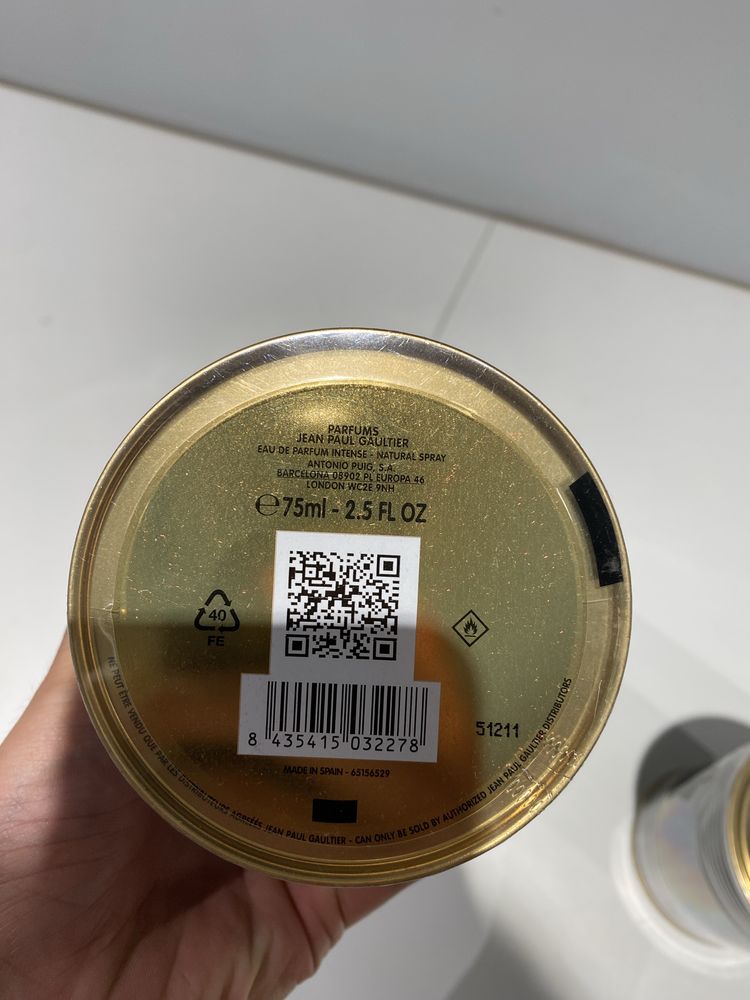 PARFUMS
JEAN PAUL GAULTIER
EAU DE PARFUM INTENSE - NATURAL SPRAY
ANTONIO PUIG, S.A.
BARCELONA 08902 PL EUROPA 46
LONDON WC2E 9NH
℮ 75ml - 2.5 FL OZ
40
FE
8 435415 032278
51211
MADE IN SPAIN - 65156529
NE PEUT ÊTRE VENDU QUE PAR LES DISTRIBUTEURS AGRÉÉS JEAN PAUL GAULTIER - CAN ONLY BE SOLD BY AUTHORIZED JEAN PAUL GAULTIER DISTRIBUTORS